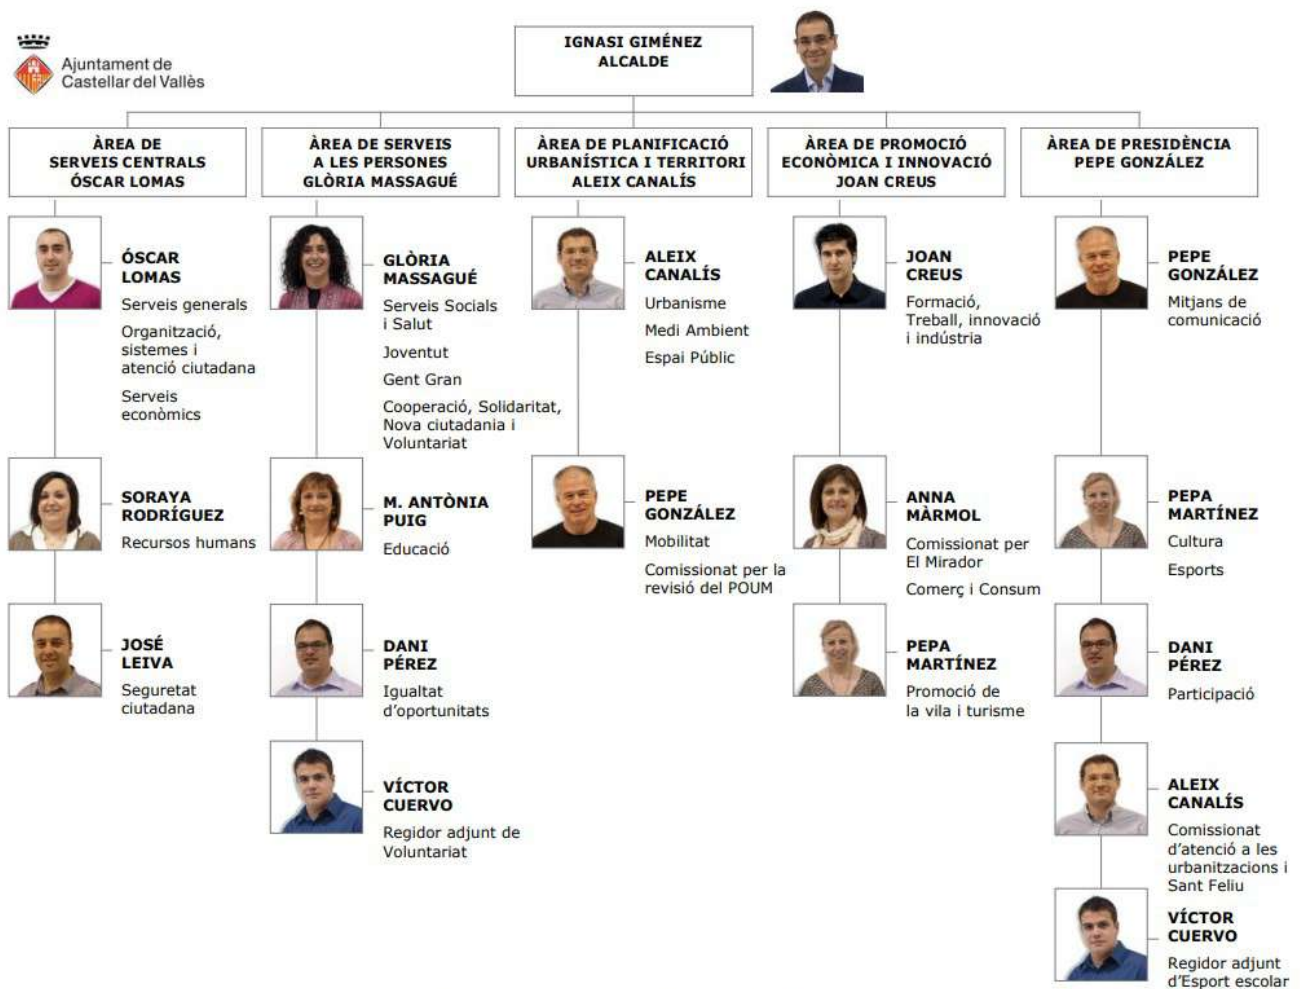 Ajuntament de
Castellar del Vallès
IGNASI GIMÉNEZ
ALCALDE
ÀREA DE
SERVEIS CENTRALS
ÓSCAR LOMAS
ÀREA DE SERVEIS
A LES PERSONES
GLÒRIA MASSAGUÉ
ÀREA DE PLANIFICACIÓ
URBANÍSTICA I TERRITORI
ALEIX CANALÍS
ÀREA DE PROMOCIÓ
ECONÒMICA I INNOVACIÓ
JOAN CREUS
ÀREA DE PRESIDÈNCIA
PEPE GONZÁLEZ
ÓSCAR
LOMAS
Serveis generals
Organització,
sistemes i
atenció ciutadana
Serveis
econòmics
SORAYA
RODRÍGUEZ
Recursos humans
JOSÉ
LEIVA
Seguretat
ciutadana
GLÒRIA
MASSAGUÉ
Serveis Socials
i Salut
Joventut
Gent Gran
Cooperació, Solidaritat,
Nova ciutadania i
Voluntariat
M. ANTÒNIA
PUIG
Educació
DANI
PÉREZ
Igualtat
d'oportunitats
VÍCTOR
CUERVO
Regidor adjunt de
Voluntariat
ALEIX
CANALÍS
Urbanisme
Medi Ambient
Espai Públic
PEPE
GONZÁLEZ
Mobilitat
Comissionat per la
revisió del POUM
JOAN
CREUS
Formació,
Treball, innovació
i indústria
ANNA
MÀRMOL
Comissionat per
El Mirador
Comerç i Consum
PEPA
MARTÍNEZ
Promoció de
la vila i turisme
PEPE
GONZÁLEZ
Mitjans de
comunicació
PEPA
MARTÍNEZ
Cultura
Esports
DANI
PÉREZ
Participació
ALEIX
CANALÍS
Comissionat
d'atenció a les
urbanitzacions i
Sant Feliu
VÍCTOR
CUERVO
Regidor adjunt
d'Esport escolar